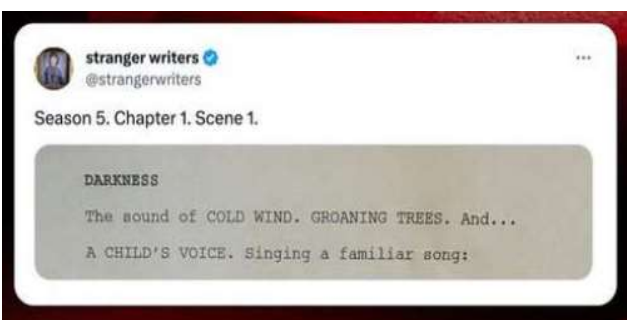 stranger writers
@strangerwriters
Season 5. Chapter 1. Scene 1.
DARKNESS
The sound of COLD WIND. GROANING TREES. And...
A CHILD'S VOICE. Singing a familiar song: